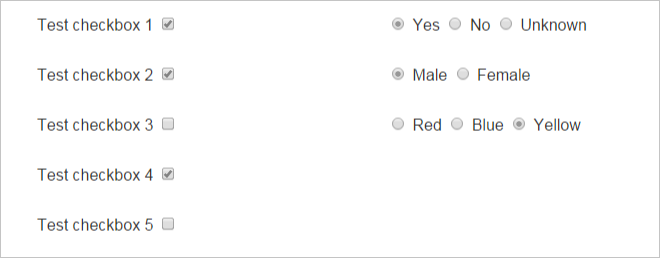 Test checkbox 1 Yes No Unknown
Test checkbox 2 Male Female
Test checkbox 3 Red Blue Yellow
Test checkbox 4
Test checkbox 5